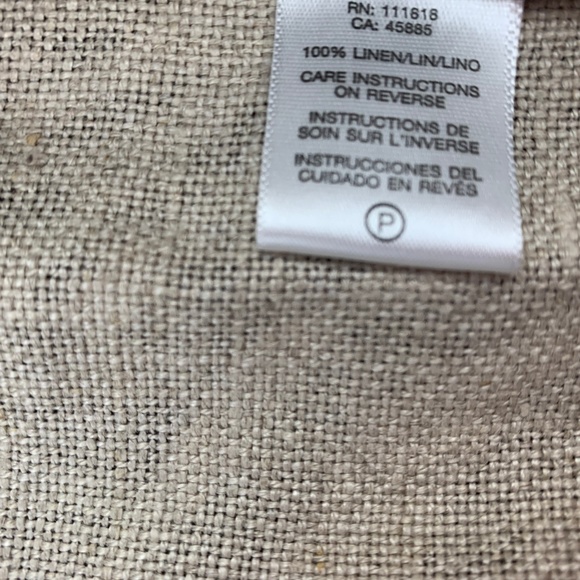 RN: 111616
CA: 45885
100% LINEN/LIN/LINO
CARE INSTRUCTIONS
ON REVERSE
INSTRUCTIONS DE
SOIN SUR L'INVERSE
INSTRUCCIONES DEL
CUIDADO EN REVÉS
P